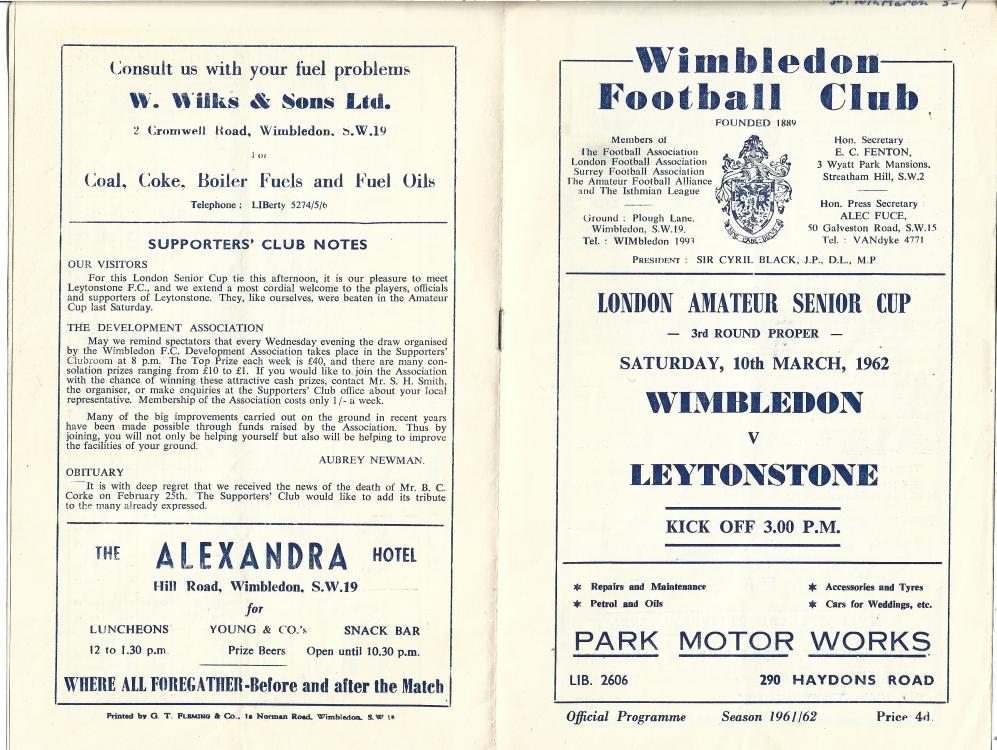 Consult us with your fuel problems
W. Wilks & Sons Ltd.
2 Cromwell Road, Wimbledon, S.W.19
for
Coal, Coke, Boiler Fuels and Fuel Oils
Telephone : LIBerty 5274/5/6
SUPPORTERS' CLUB NOTES
OUR VISITORS
For this London Senior Cup tie this afternoon, it is our pleasure to meet
Leytonstone F.C., and we extend a most cordial welcome to the players, officials
and supporters of Leytonstone. They, like ourselves, were beaten in the Amateur
Cup last Saturday.
THE DEVELOPMENT ASSOCIATION
May we remind spectators that every Wednesday evening the draw organised
by the Wimbledon F.C. Development Association takes place in the Supporters'
Clubroom at 8 p.m. The Top Prize each week is £40, and there are many con-
solation prizes ranging from £10 to £1. If you would like to join the Association
with the chance of winning these attractive cash prizes, contact Mr. S. H. Smith,
the organiser, or make enquiries at the Supporters' Club office about your local
representative. Membership of the Association costs only 1/- a week.
Many of the big improvements carried out on the ground in recent years
have been made possible through funds raised by the Association. Thus by
joining, you will not only be helping yourself but also will be helping to improve
the facilities of your ground.
AUBREY NEWMAN.
OBITUARY
It is with deep regret that we received the news of the death of Mr. B. C.
Corke on February 25th. The Supporters' Club would like to add its tribute
to the many already expressed.
THE ALEXANDRA HOTEL
Hill Road, Wimbledon, S.W.19
for
LUNCHEONS YOUNG & CO.'s SNACK BAR
12 to 1.30 p.m. Prize Beers Open until 10.30 p.m.
WHERE ALL FOREGATHER-Before and after the Match
Printed by G. T. FLEMING & Co., 1a Norman Road, Wimbledon, S.W 19
March 5-1
Wimbledon
Football Club
FOUNDED 1889
Members of
The Football Association
London Football Association
Surrey Football Association
The Amateur Football Alliance
and The Isthmian League
Ground : Plough Lane,
Wimbledon, S.W.19.
Tel. : WIMbledon 1993
Hon. Secretary :
E. C. FENTON,
3 Wyatt Park Mansions,
Streatham Hill, S.W.2
Hon. Press Secretary :
ALEC FUCE,
50 Galveston Road, S.W.15
Tel. : VANdyke 4771
PRESIDENT : SIR CYRIL BLACK, J.P., D.L., M.P
LONDON AMATEUR SENIOR CUP
— 3rd ROUND PROPER —
SATURDAY, 10th MARCH, 1962
WIMBLEDON
V
LEYTONSTONE
KICK OFF 3.00 P.M.
* Repairs and Maintenance * Accessories and Tyres
* Petrol and Oils * Cars for Weddings, etc.
PARK MOTOR WORKS
LIB. 2606 290 HAYDONS ROAD
Official Programme Season 1961/62 Price 4d.